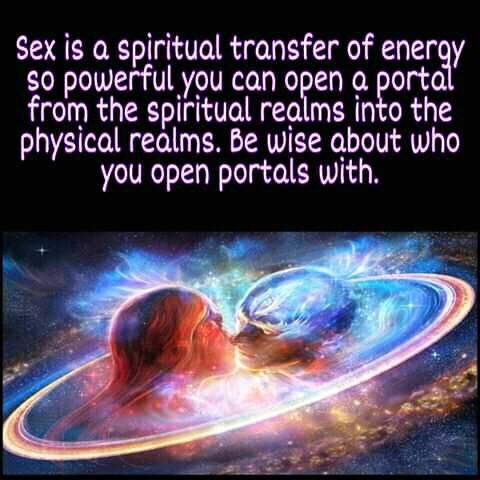 Sex is a spiritual transfer of energy
so powerful you can open a portal
from the spiritual realms into the
physical realms. Be wise about who
you open portals with.